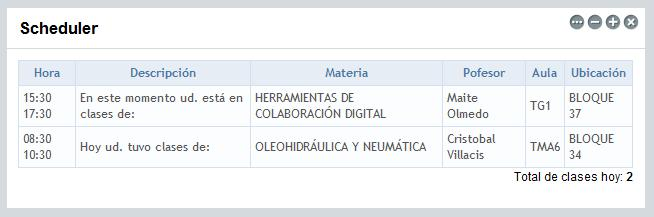 Scheduler
Hora Descripción Materia Pofesor Aula Ubicación
15:30 En este momento ud. está en HERRAMIENTAS DE Maite TG1 BLOQUE
17:30 clases de: COLABORACIÓN DIGITAL Olmedo 37
08:30 Hoy ud. tuvo clases de: OLEOHIDRÁULICA Y NEUMÁTICA Cristobal TMA6 BLOQUE
10:30 Villacis 34
Total de clases hoy: 2